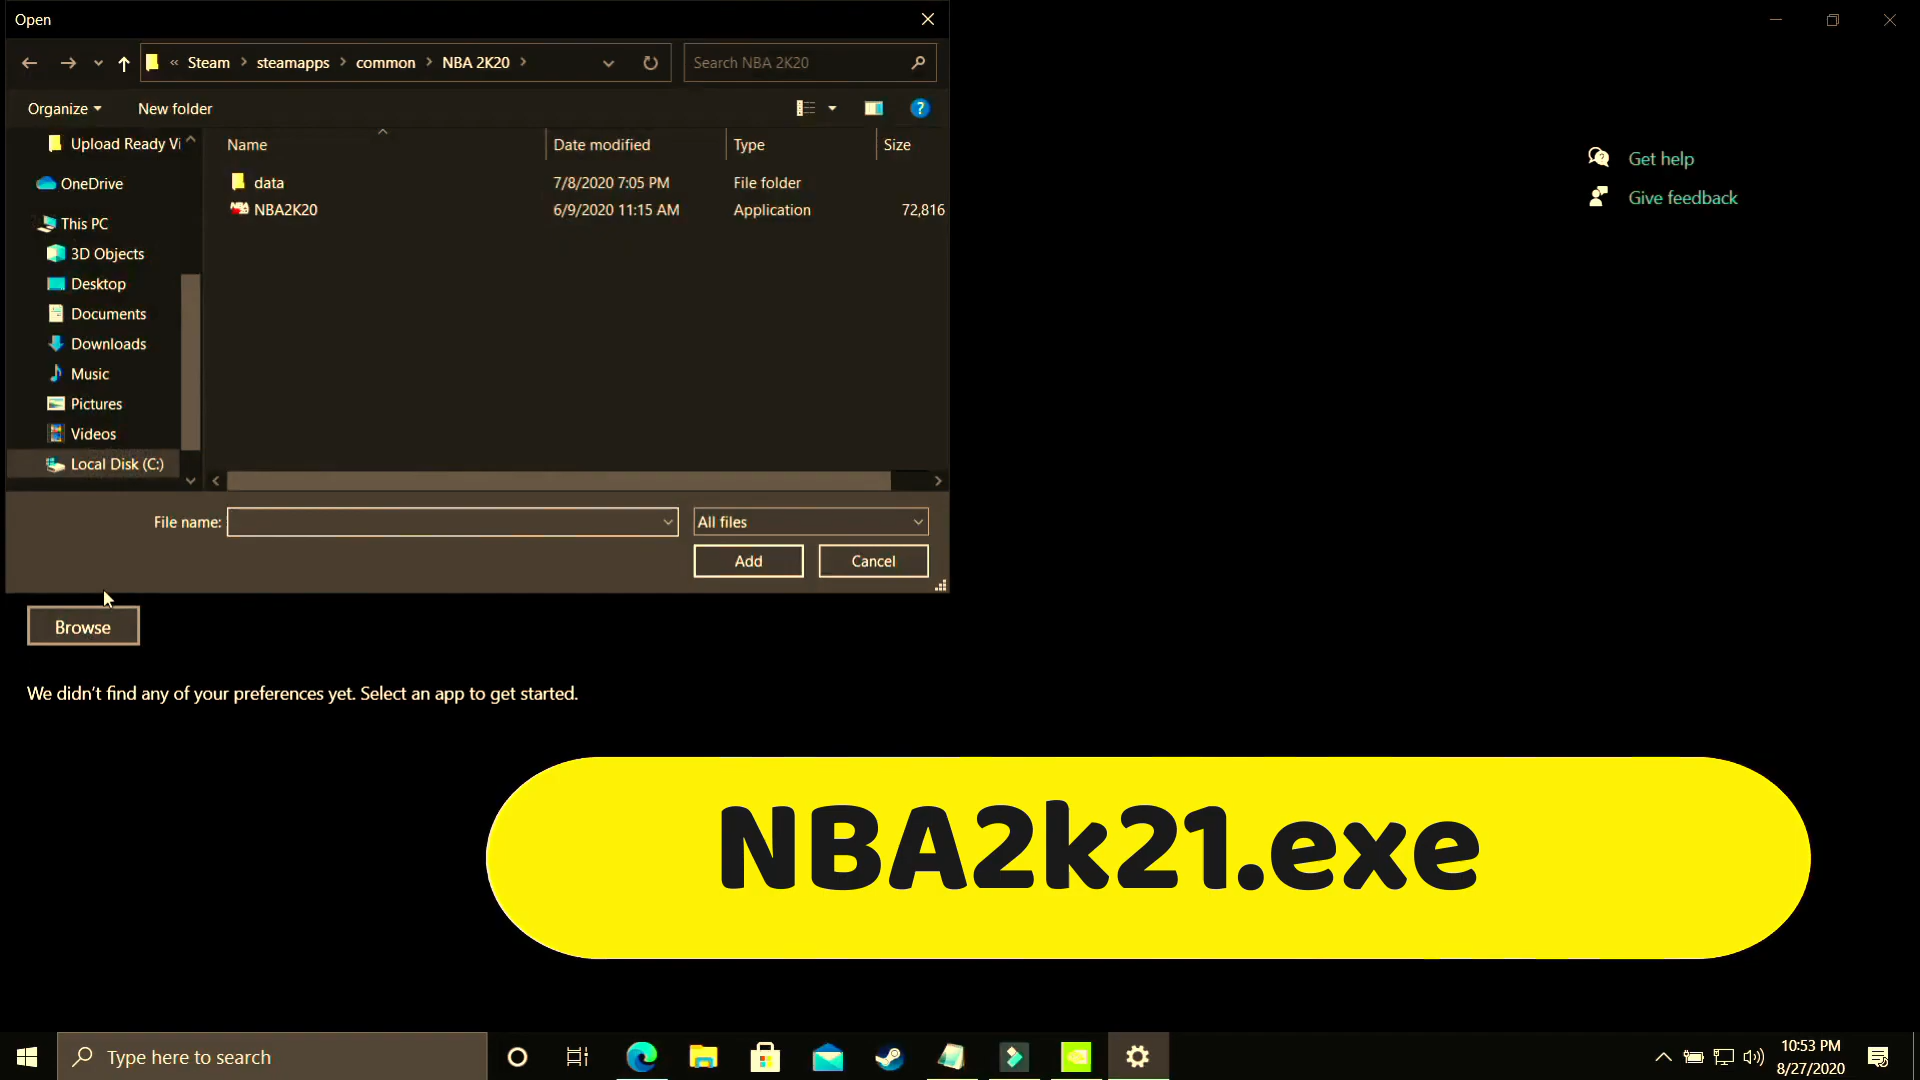 Open
« Steam > steamapps > common > NBA 2K20 >
Search NBA 2K20
Organize
New folder
?
Name
Date modified
Type
Size
data
7/8/2020 7:05 PM
File folder
NBA2K20
6/9/2020 11:15 AM
Application
72,816
Upload Ready Vi
OneDrive
This PC
3D Objects
Desktop
Documents
Downloads
Music
Pictures
Videos
Local Disk (C:)
File name:
All files
Add
Cancel
Get help
Give feedback
Browse
We didn't find any of your preferences yet. Select an app to get started.
NBA2k21.exe
Type here to search
10:53 PM
8/27/2020